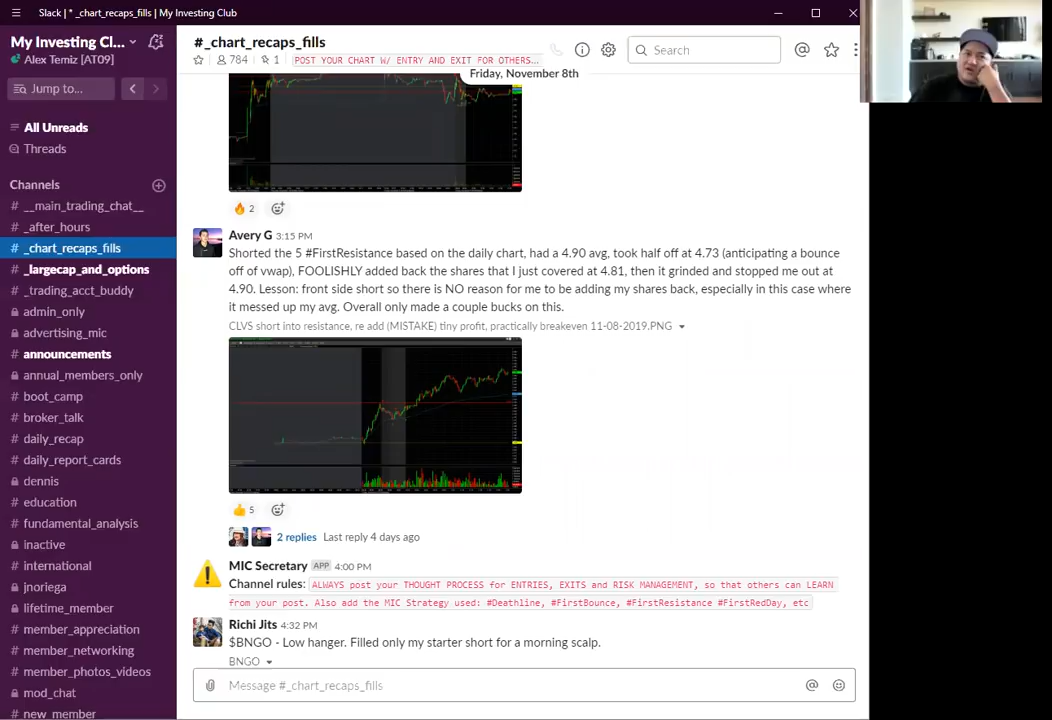 Slack | * _chart_recaps_fills | My Investing Club
My Investing Cl...
Alex Temiz [AT09]
Jump to...
All Unreads
Threads
Channels
# __main_trading_chat__
# _after_hours
# _chart_recaps_fills
# _largecap_and_options
# _trading_acct_buddy
admin_only
advertising_mic
# announcements
annual_members_only
# boot_camp
# broker_talk
# daily_recap
# daily_report_cards
# dennis
# education
# fundamental_analysis
# inactive
# international
# jnoriega
lifetime_member
# member_appreciation
# member_networking
# member_photos_videos
mod_chat
# new_member
#_chart_recaps_fills
784
1
POST YOUR CHART W/ ENTRY AND EXIT FOR OTHERS...
Search
Friday, November 8th
2
Avery G 3:15 PM
Shorted the 5 #FirstResistance based on the daily chart, had a 4.90 avg, took half off at 4.73 (anticipating a bounce
off of vwap), FOOLISHLY added back the shares that I just covered at 4.81, then it grinded and stopped me out at
4.90. Lesson: front side short so there is NO reason for me to be adding my shares back, especially in this case where
it messed up my avg. Overall only made a couple bucks on this.
CLVS short into resistance, re add (MISTAKE) tiny profit, practically breakeven 11-08-2019.PNG
5
2 replies Last reply 4 days ago
MIC Secretary APP 4:00 PM
Channel rules: ALWAYS post your THOUGHT PROCESS for ENTRIES, EXITS and RISK MANAGEMENT, so that others can LEARN
from your post. Also add the MIC Strategy used: #Deathline, #FirstBounce, #FirstResistance #FirstRedDay, etc
Richi Jits 4:32 PM
$BNGO - Low hanger. Filled only my starter short for a morning scalp.
BNGO
Message #_chart_recaps_fills